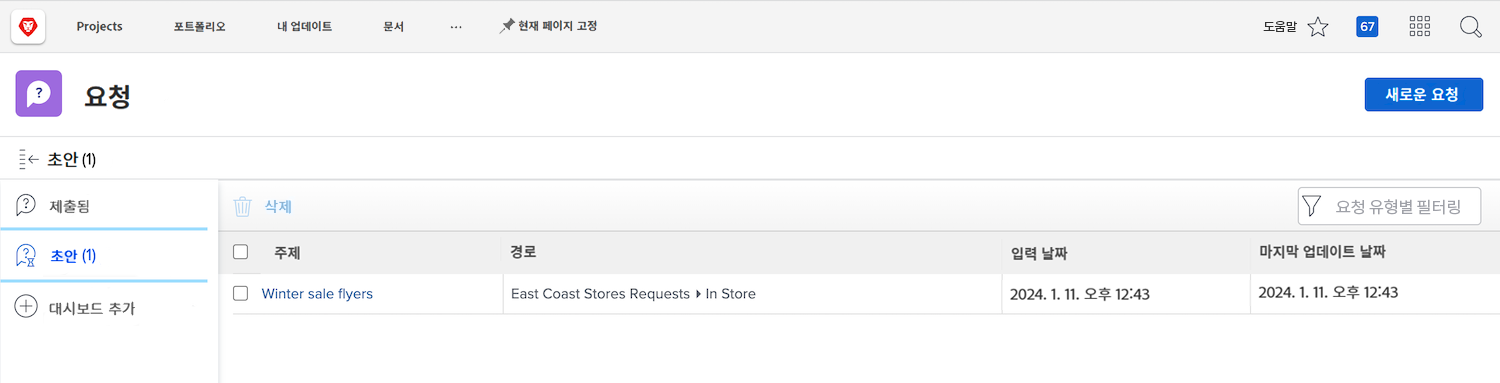 Projects 포트폴리오 내 업데이트 문서 ... 현재 페이지 고정 도움말 67
? 요청 새로운 요청
초안 (1)
? 제출됨 삭제 요청 유형별 필터링
? 초안 (1)
주제 경로 입력 날짜 마지막 업데이트 날짜
Winter sale flyers East Coast Stores Requests ▸ In Store 2024. 1. 11. 오후 12:43 2024. 1. 11. 오후 12:43
대시보드 추가